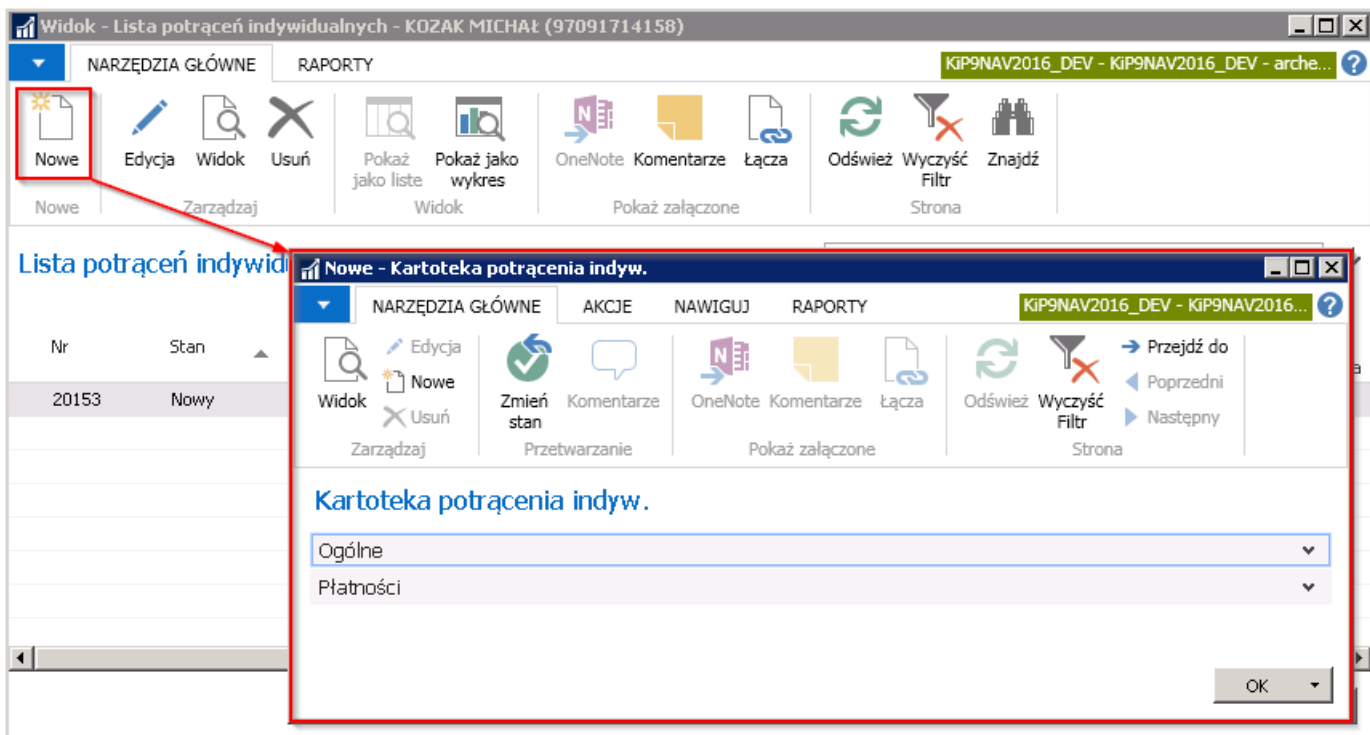 Widok - Lista potrąceń indywidualnych - KOZAK MICHAŁ (97091714158)
NARZĘDZIA GŁÓWNE RAPORTY KiP9NAV2016_DEV - KiP9NAV2016_DEV - arche...
Nowe Edycja Widok Usuń Pokaż jako liste Pokaż jako wykres OneNote Komentarze Łącza Odśwież Wyczyść Filtr Znajdź
Nowe Zarządzaj Widok Pokaż załączone Strona
Lista potrąceń indywid
Nr Stan
20153 Nowy
Nowe - Kartoteka potrącenia indyw.
NARZĘDZIA GŁÓWNE AKCJE NAWIGUJ RAPORTY KiP9NAV2016_DEV - KiP9NAV2016...
Widok Edycja Nowe Usuń Zmień stan Komentarze OneNote Komentarze Łącza Odśwież Wyczyść Filtr Przejdź do Poprzedni Następny
Zarządzaj Przetwarzanie Pokaż załączone Strona
Kartoteka potrącenia indyw.
Ogólne
Płatności
OK